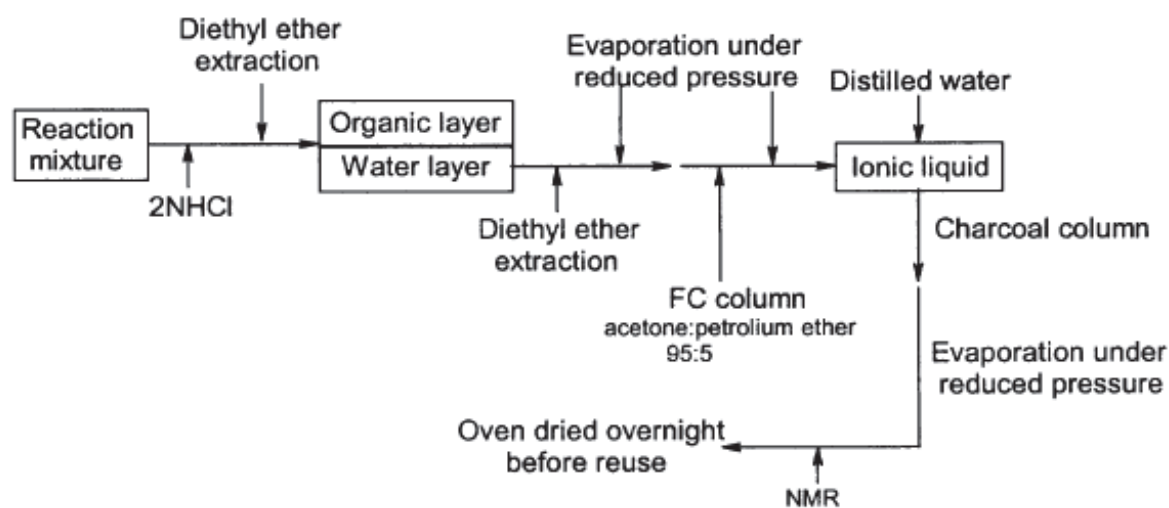 Diethyl ether
extraction
Reaction
mixture
2NHCl
Organic layer
Water layer
Evaporation under
reduced pressure
Diethyl ether
extraction
FC column
acetone:petrolium ether
95:5
Distilled water
Ionic liquid
Charcoal column
Evaporation under
reduced pressure
NMR
Oven dried overnight
before reuse